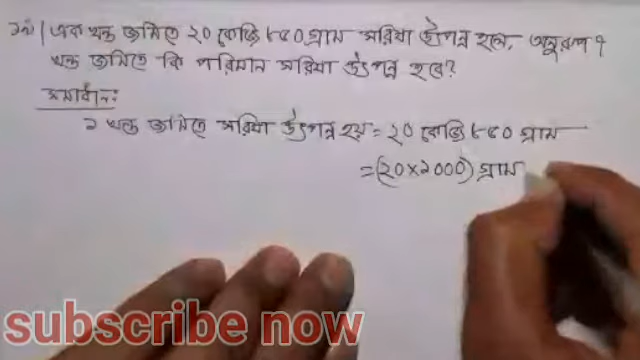 ১৯। এক খন্ড জমিতে ২০ কেজি ৮৫০ গ্রাম সরিষা উৎপন্ন হলে, অনুরূপ ৭
খন্ড জমিতে কি পরিমান সরিষা উৎপন্ন হবে?
সমাধান:
১ খন্ড জমিতে সরিষা উৎপন্ন হয় = ২০ কেজি ৮৫০ গ্রাম
= (২০×১০০০) গ্রাম
subscribe now